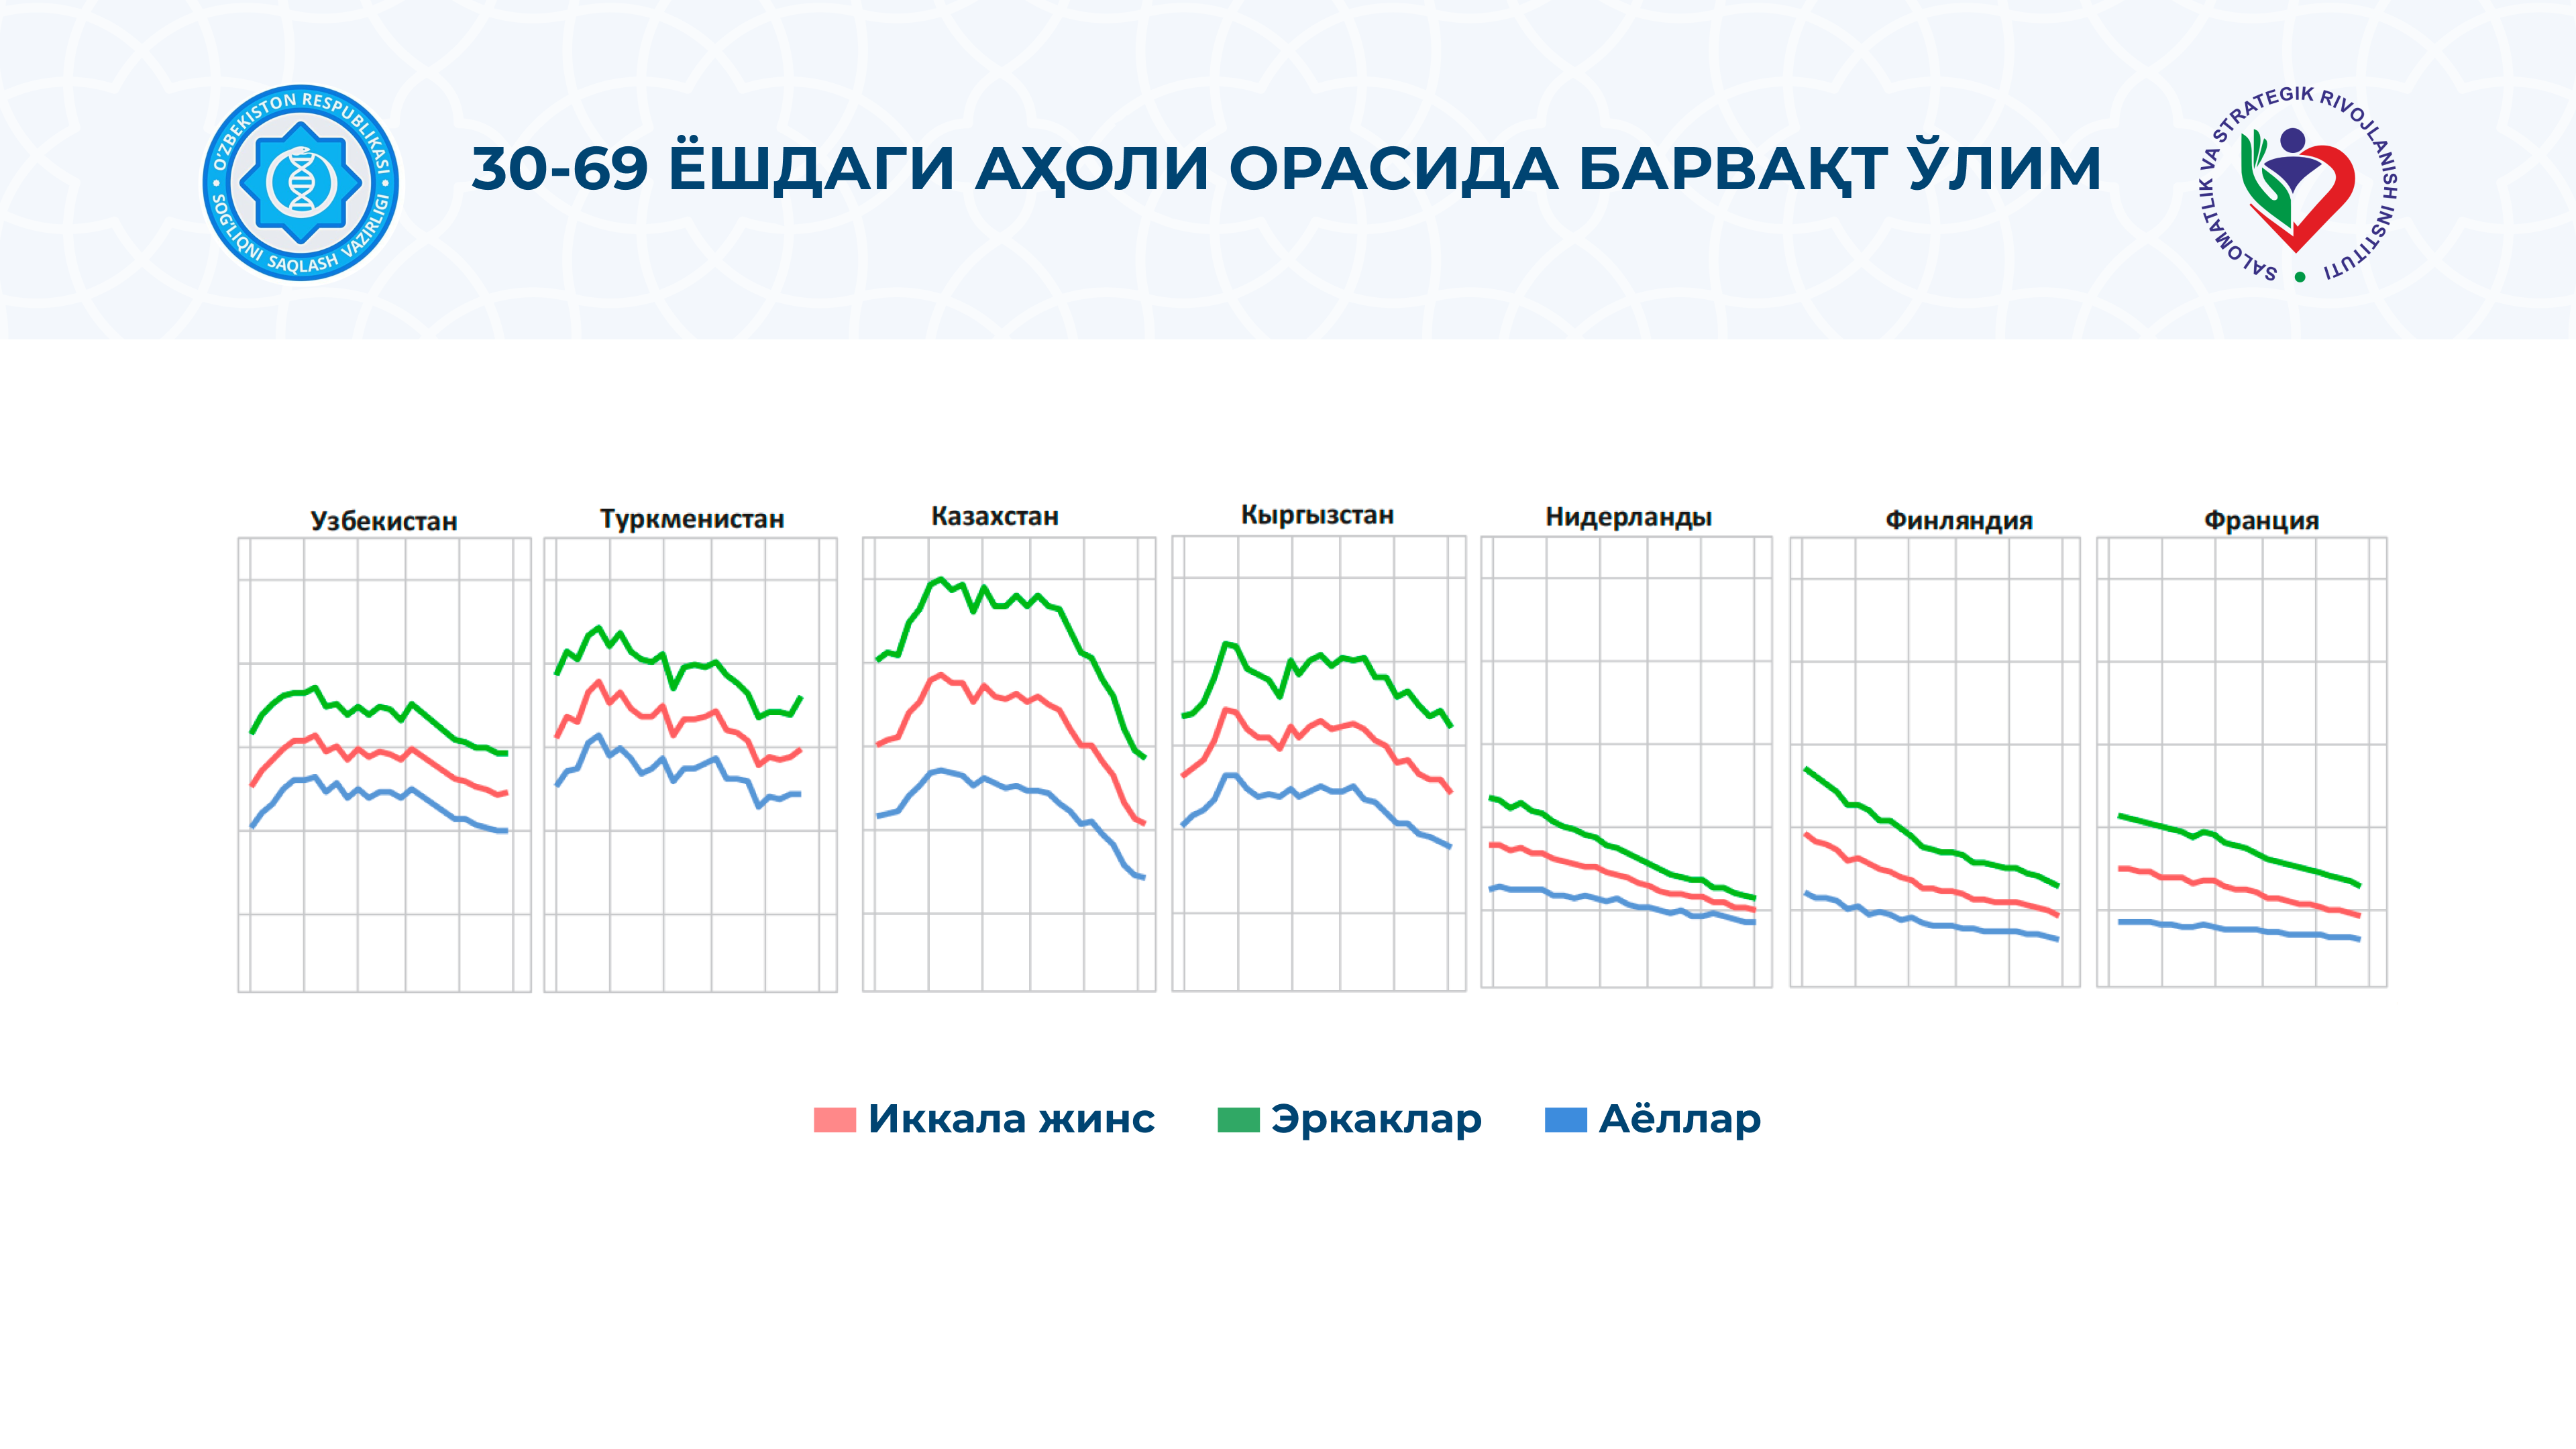 O'ZBEKISTON RESPUBLIKASI
SOG'LIQNI SAQLASH VAZIRLIGI
30-69 ЁШДАГИ АҲОЛИ ОРАСИДА БАРВАҚТ ЎЛИМ
SALOMATLIK VA STRATEGIK RIVOJLANISH INSTITUTI
Узбекистан
Туркменистан
Казахстан
Кыргызстан
Нидерланды
Финляндия
Франция
Иккала жинс
Эркаклар
Аёллар